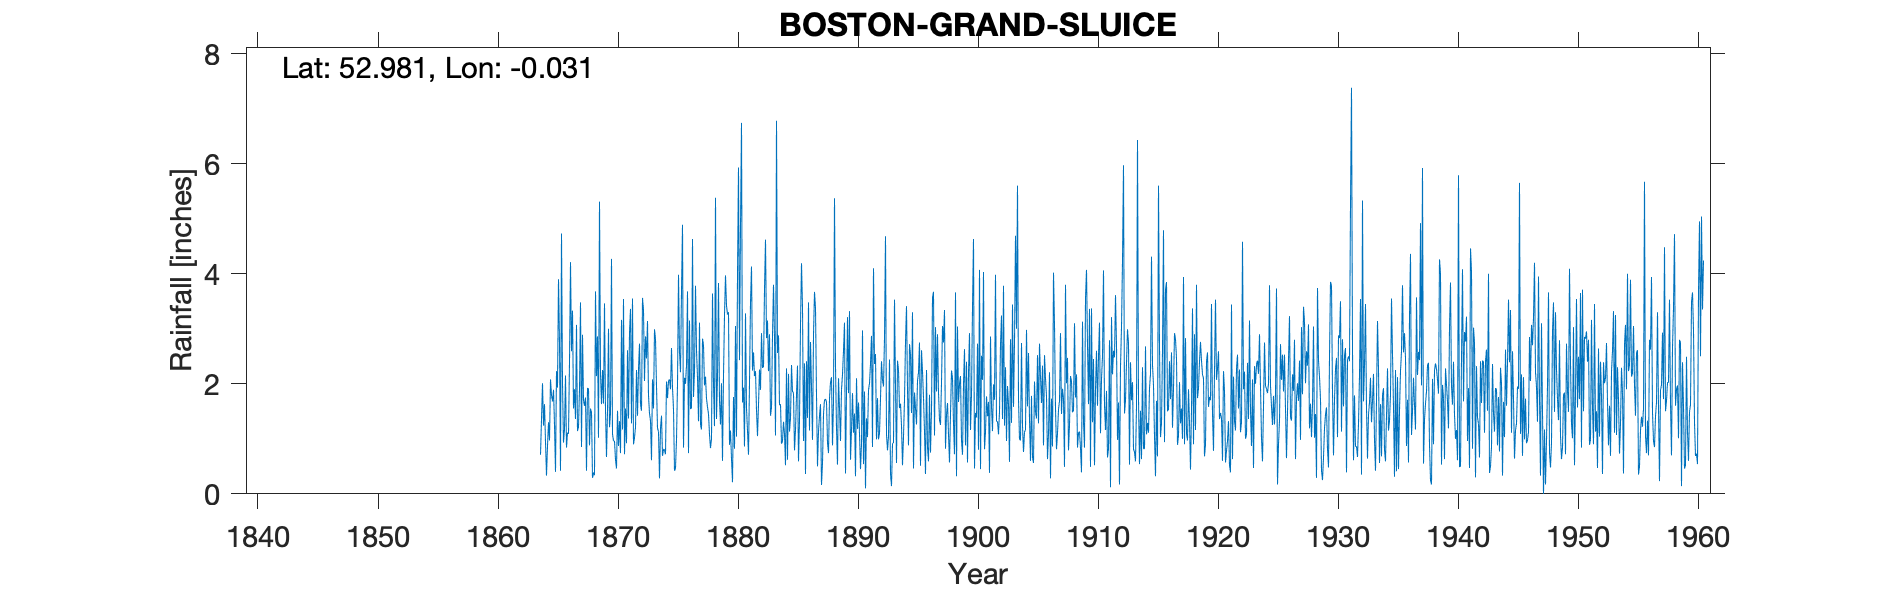 BOSTON-GRAND-SLUICE
Lat: 52.981, Lon: -0.031
8
6
4
2
0
Rainfall [inches]
1840 1850 1860 1870 1880 1890 1900 1910 1920 1930 1940 1950 1960
Year